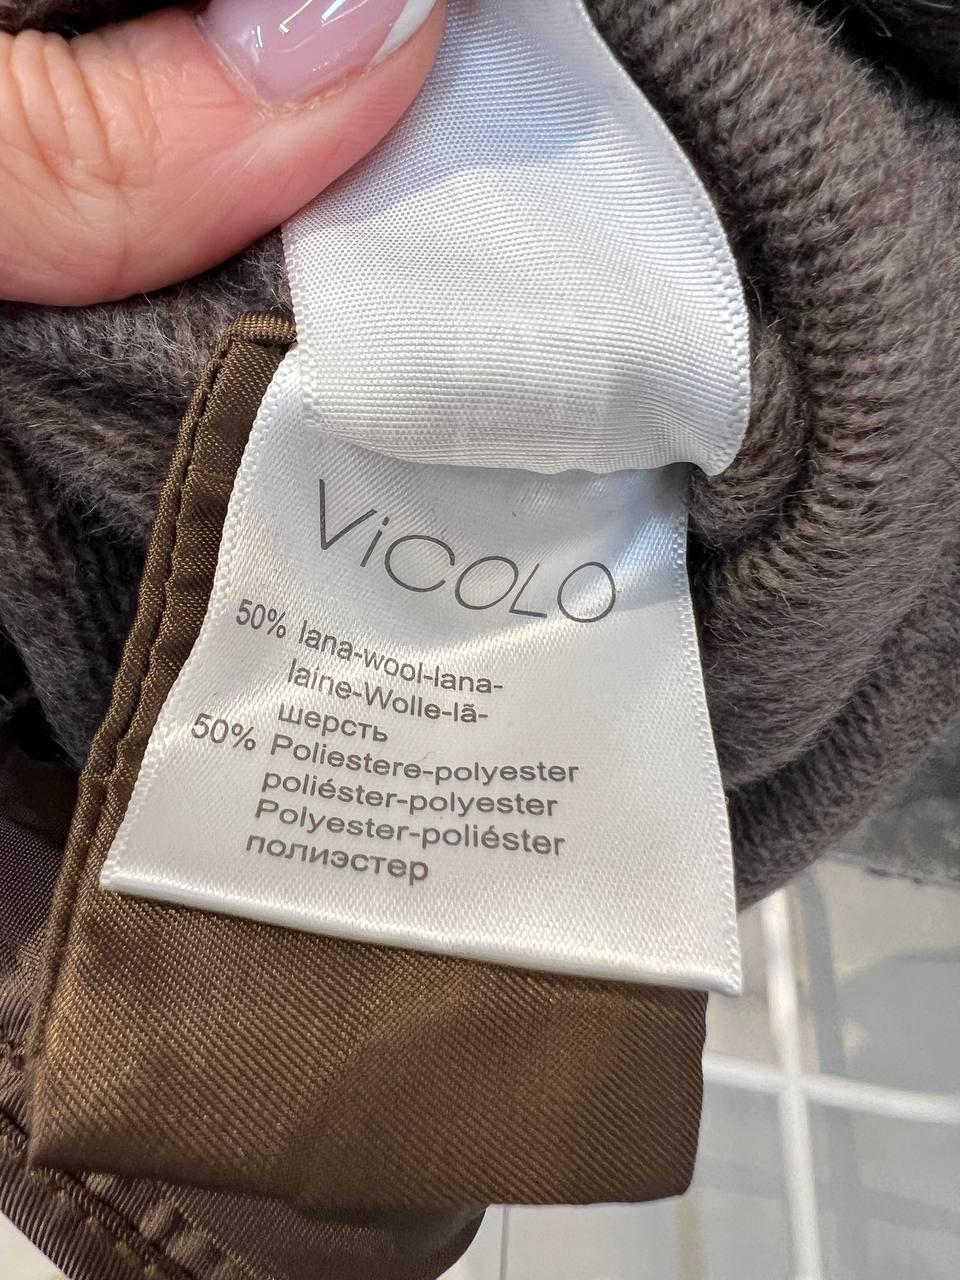 ViCOLO
50% lana-wool-lana-
laine-Wolle-lã-
шерсть
50% Poliestere-polyester
poliéster-polyester
Polyester-poliéster
полиэстер